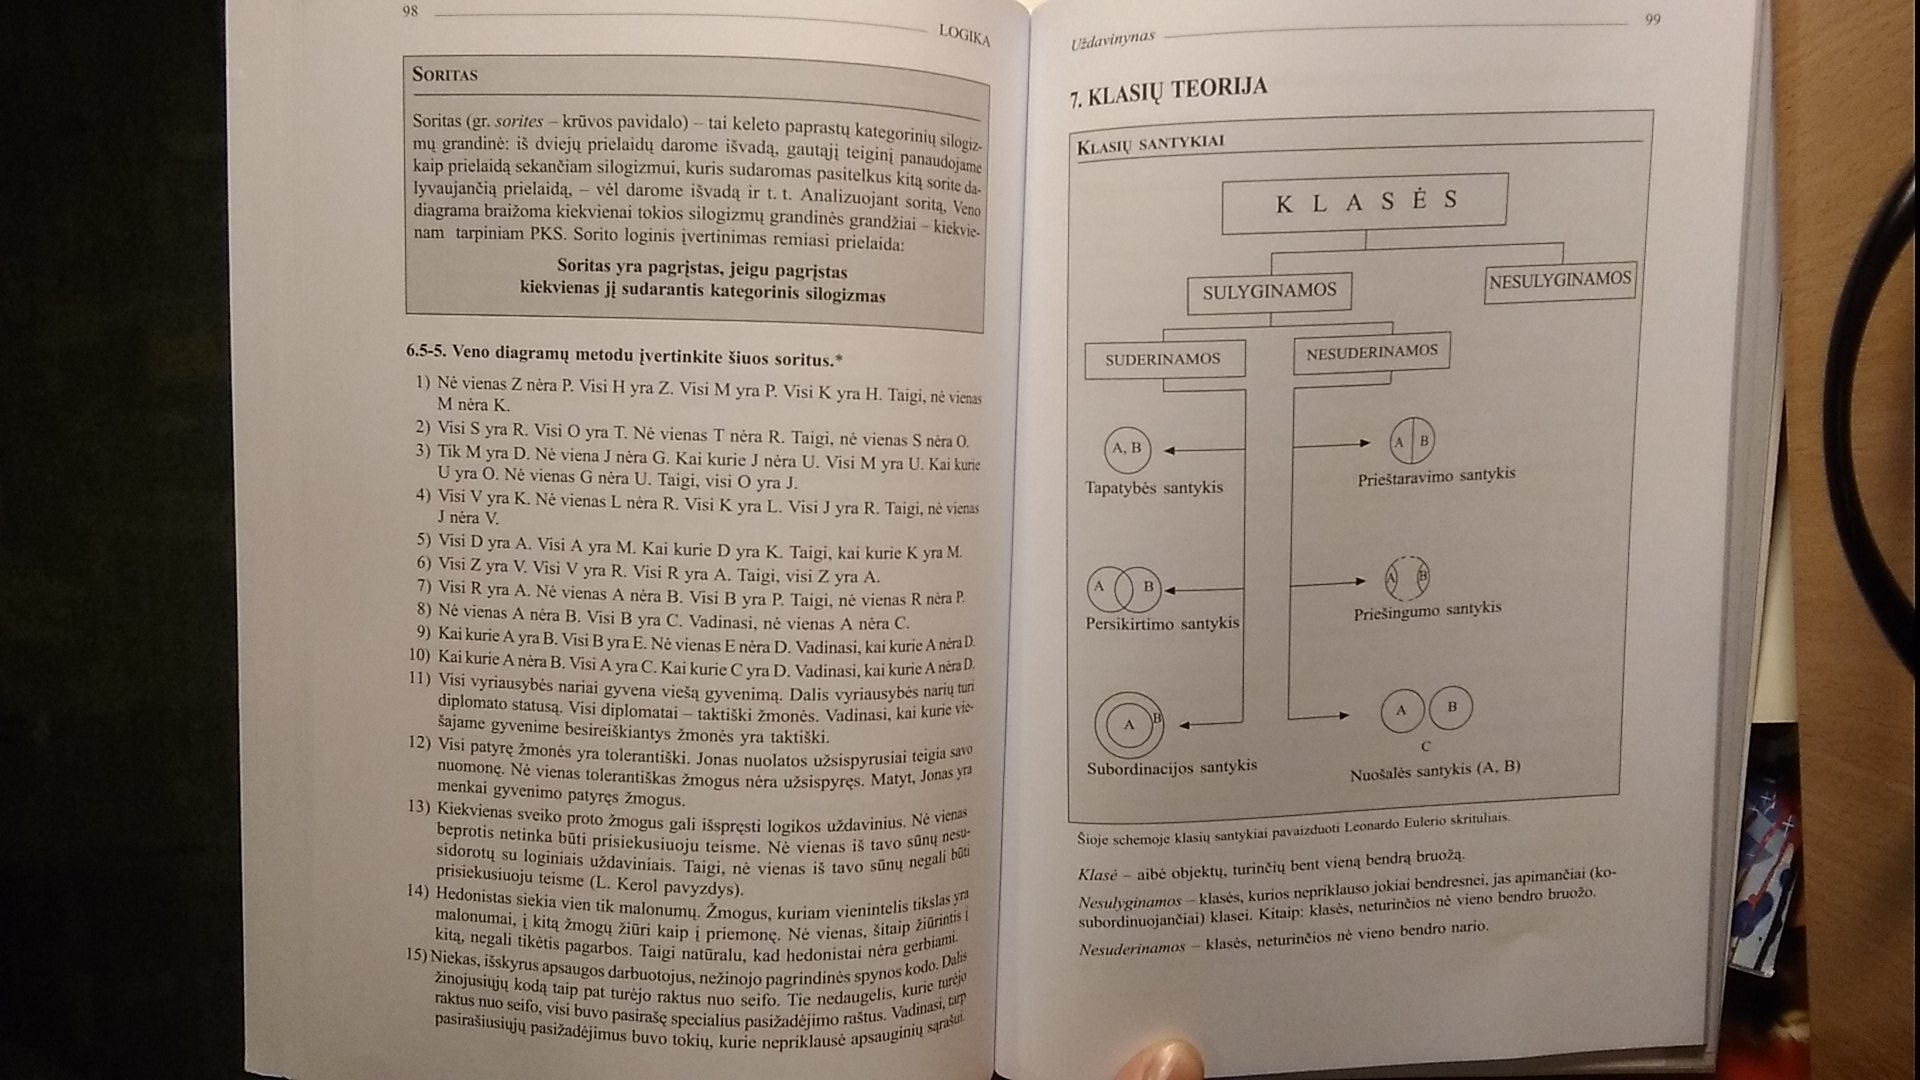 98
LOGIKA
SORITAS
Soritas (gr. sorites – krūvos pavidalo) – tai keleto paprastų kategorinių silogiz-
mų grandinė: iš dviejų prielaidų darome išvadą, gautąjį teiginį panaudojame
kaip prielaidą sekančiam silogizmui, kuris sudaromas pasitelkus kitą sorite da-
lyvaujančią prielaidą, – vėl darome išvadą ir t. t. Analizuojant soritą, Veno
diagrama braižoma kiekvienai tokios silogizmų grandinės grandžiai – kiekvie-
nam tarpiniam PKS. Sorito loginis įvertinimas remiasi prielaida:
Soritas yra pagrįstas, jeigu pagrįstas
kiekvienas jį sudarantis kategorinis silogizmas
6.5-5. Veno diagramų metodu įvertinkite šiuos soritus.*
1) Nė vienas Z nėra P. Visi H yra Z. Visi M yra P. Visi K yra H. Taigi, nė vienas
M nėra K.
2) Visi S yra R. Visi O yra T. Nė vienas T nėra R. Taigi, nė vienas S nėra O.
3) Tik M yra D. Nė viena J nėra G. Kai kurie J nėra U. Visi M yra U. Kai kurie
U yra O. Nė vienas G nėra U. Taigi, visi O yra J.
4) Visi V yra K. Nė vienas L nėra R. Visi K yra L. Visi J yra R. Taigi, nė vienas
J nėra V.
5) Visi D yra A. Visi A yra M. Kai kurie D yra K. Taigi, kai kurie K yra M.
6) Visi Z yra V. Visi V yra R. Visi R yra A. Taigi, visi Z yra A.
7) Visi R yra A. Nė vienas A nėra B. Visi B yra P. Taigi, nė vienas R nėra P.
8) Nė vienas A nėra B. Visi B yra C. Vadinasi, nė vienas A nėra C.
9) Kai kurie A yra B. Visi B yra E. Nė vienas E nėra D. Vadinasi, kai kurie A nėra D.
10) Kai kurie A nėra B. Visi A yra C. Kai kurie C yra D. Vadinasi, kai kurie A nėra D.
11) Visi vyriausybės nariai gyvena viešą gyvenimą. Dalis vyriausybės narių turi
diplomato statusą. Visi diplomatai – taktiški žmonės. Vadinasi, kai kurie vie-
šajame gyvenime besireiškiantys žmonės yra taktiški.
12) Visi patyrę žmonės yra tolerantiški. Jonas nuolatos užsispyrusiai teigia savo
nuomonę. Nė vienas tolerantiškas žmogus nėra užsispyręs. Matyt, Jonas yra
menkai gyvenimo patyręs žmogus.
13) Kiekvienas sveiko proto žmogus gali išspręsti logikos uždavinius. Nė vienas
beprotis netinka būti prisiekusiuoju teisme. Nė vienas iš tavo sūnų nesu-
sidorotų su loginiais uždaviniais. Taigi, nė vienas iš tavo sūnų negali būti
prisiekusiuoju teisme (L. Kerol pavyzdys).
14) Hedonistas siekia vien tik malonumų. Žmogus, kuriam vienintelis tikslas yra
malonumai, į kitą žmogų žiūri kaip į priemonę. Nė vienas, šitaip žiūrintis į
kitą, negali tikėtis pagarbos. Taigi natūralu, kad hedonistai nėra gerbiami.
15) Niekas, išskyrus apsaugos darbuotojus, nežinojo pagrindinės spynos kodo. Dalis
žinojusiųjų kodą taip pat turėjo raktus nuo seifo. Tie nedaugelis, kurie turėjo
raktus nuo seifo, visi buvo pasirašę specialius pasižadėjimo raštus. Vadinasi, tarp
pasirašiusiųjų pasižadėjimus buvo tokių, kurie nepriklausė apsauginių sąrašui.
Uždavinynas
99
7. KLASIŲ TEORIJA
KLASIŲ SANTYKIAI
KLASĖS
SULYGINAMOS
NESULYGINAMOS
SUDERINAMOS
NESUDERINAMOS
A, B
A B
Tapatybės santykis
Prieštaravimo santykis
A B
A B
Persikirtimo santykis
Priešingumo santykis
A B
A B
C
Subordinacijos santykis
Nuošalės santykis (A, B)
Šioje schemoje klasių santykiai pavaizduoti Leonardo Eulerio skrituliais.
Klasė – aibė objektų, turinčių bent vieną bendrą bruožą.
Nesulyginamos – klasės, kurios nepriklauso jokiai bendresnei, jas apimančiai (ko-
subordinuojančiai) klasei. Kitaip: klasės, neturinčios nė vieno bendro bruožo.
Nesuderinamos – klasės, neturinčios nė vieno bendro nario.